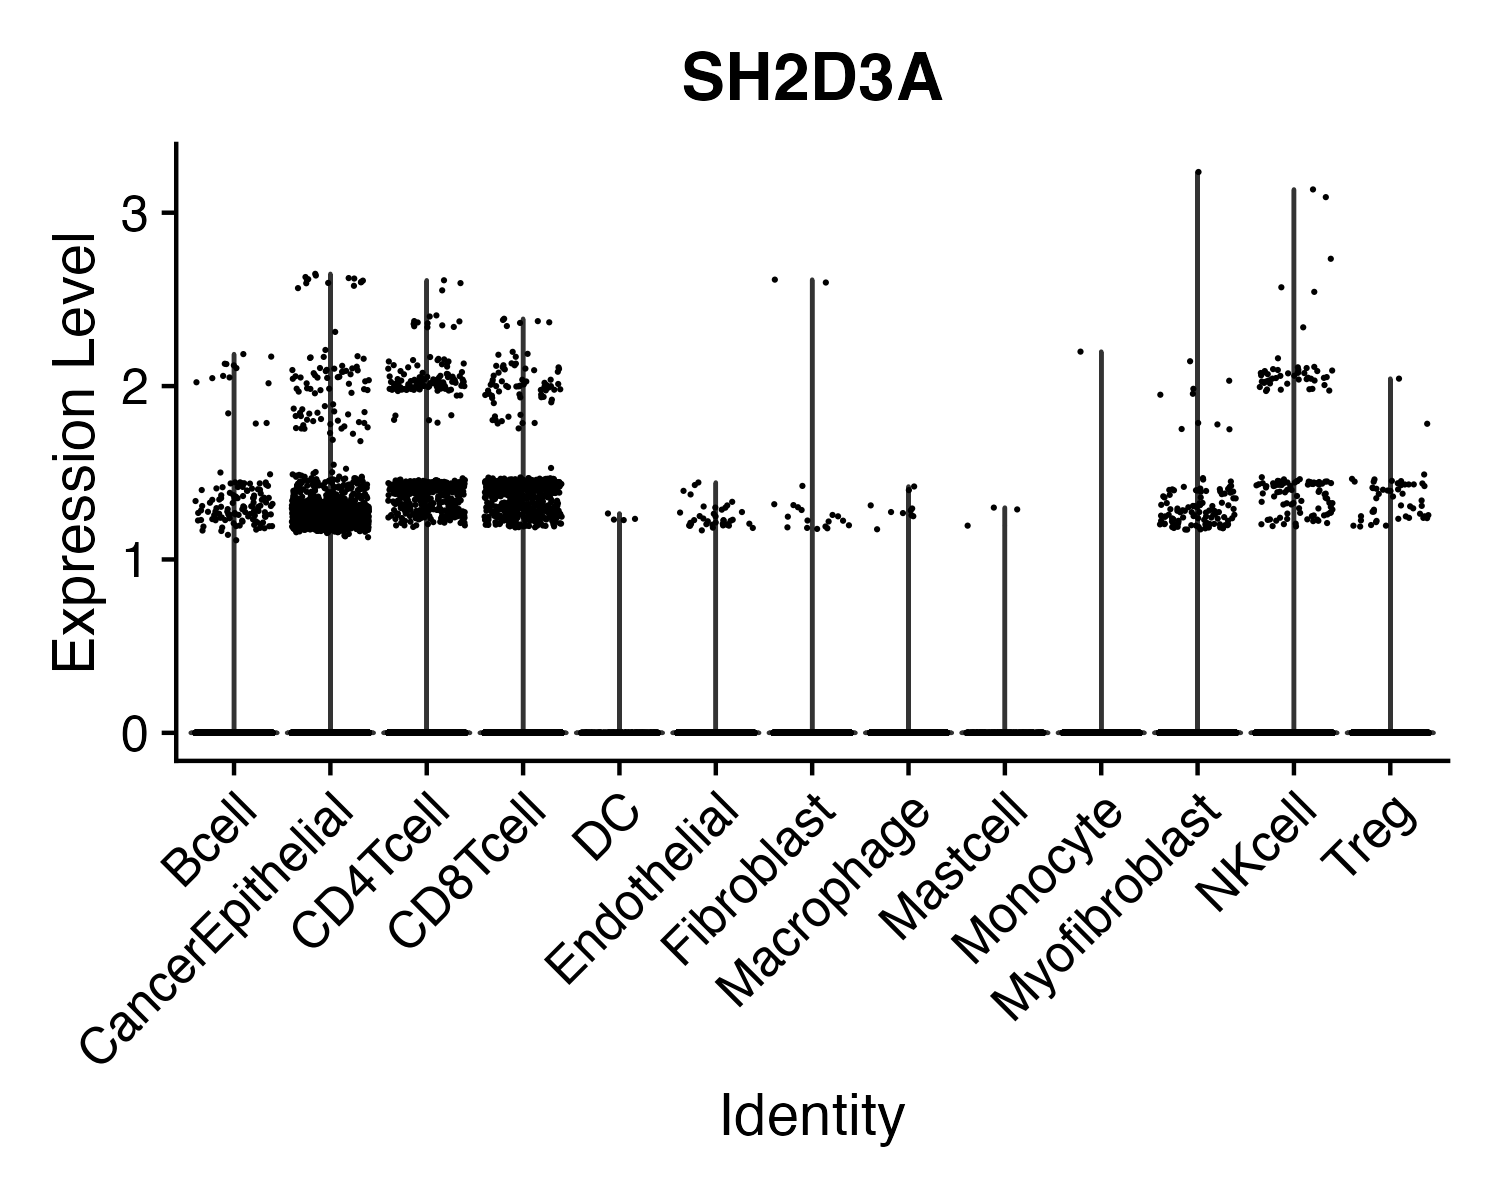 SH2D3A
Expression Level
3
2
1
0
Bcell
CancerEpithelial
CD4Tcell
CD8Tcell
DC
Endothelial
Fibroblast
Macrophage
Mastcell
Monocyte
Myofibroblast
NKcell
Treg
Identity